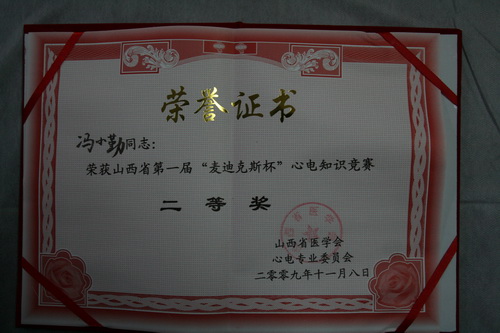 荣誉证书
冯小勤同志：
荣获山西省第一届“麦迪克斯杯”心电知识竞赛
二等奖
山西省医学会
心电专业委员会
二零零九年十一月八日